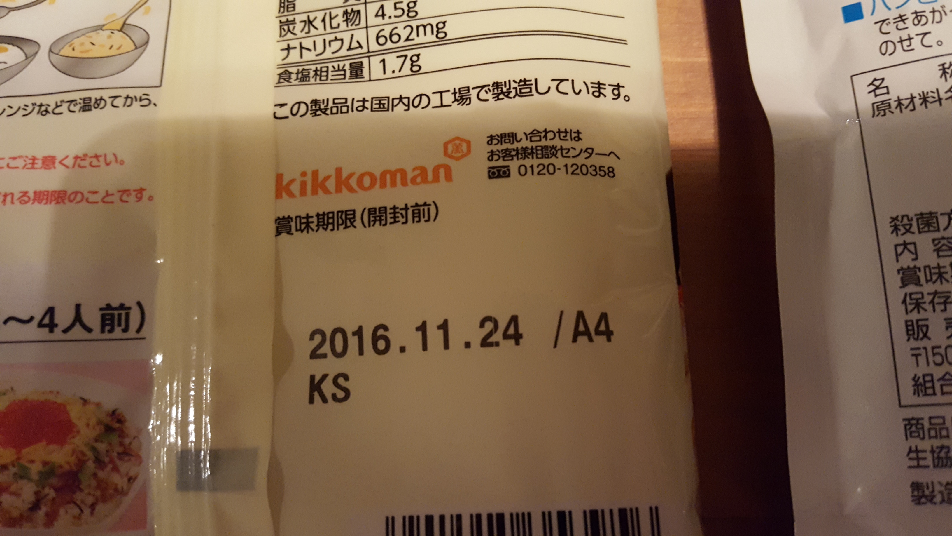 レンジなどで温めてから、
ご注意ください。
れる期限のことです。
〜4人前)
脂
炭水化物 4.5g
ナトリウム 662mg
食塩相当量 1.7g
この製品は国内の工場で製造しています。
kikkoman 萬
お問い合わせは
お客様相談センターへ
0120-120358
賞味期限(開封前)
2016.11.24 /A4
KS
できあが
のせて。
名
原材料
殺菌
内 容
賞味
保存
販
〒150
組合
商品
生協
製造